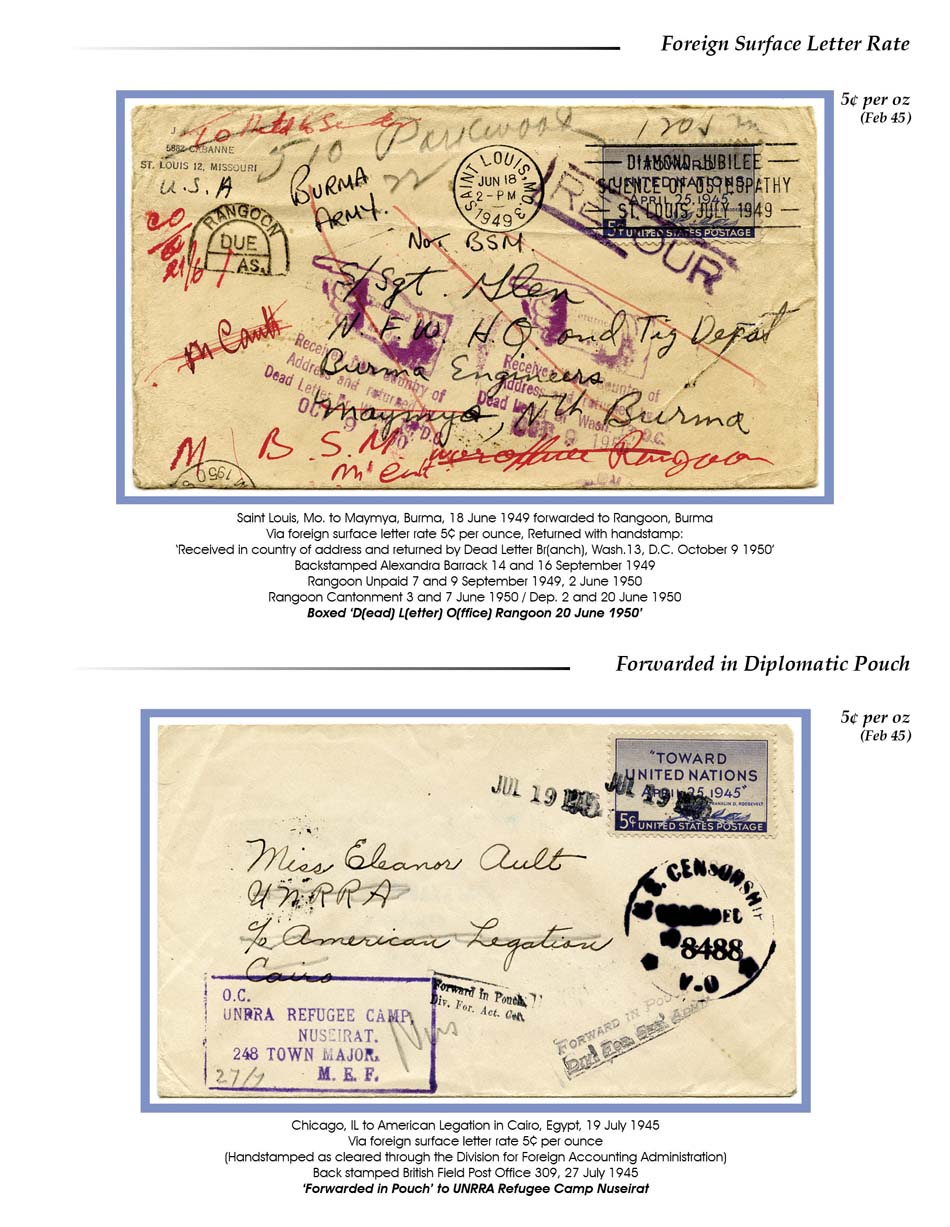 Foreign Surface Letter Rate
5¢ per oz
(Feb 45)
To
510 Parkwood
5882 CABANNE
ST. LOUIS 12, MISSOURI
U.S.A
BURMA
ARMY.
SAINT LOUIS, MO.
JUN 18
2-PM
1949
DIAMOND JUBILEE
SCIENCE OF OSTEOPATHY
ST. LOUIS JULY 1949
UNITED NATIONS
APRIL 25, 1945
5¢ UNITED STATES POSTAGE
RETOUR
RANGOON
DUE
AS.
No. BSM.
S/Sgt. Glen
N.F.W. H.Q. and Trg Depot
Burma Engineers
Maymyo, Nth Burma
Received in country of
Address and returned
Dead Letter Br. Wash.
OCT 9 1950
M B.S.M
Rangoon
Saint Louis, Mo. to Maymya, Burma, 18 June 1949 forwarded to Rangoon, Burma
Via foreign surface letter rate 5¢ per ounce, Returned with handstamp:
‘Received in country of address and returned by Dead Letter Br(anch), Wash.13, D.C. October 9 1950’
Backstamped Alexandra Barrack 14 and 16 September 1949
Rangoon Unpaid 7 and 9 September 1949, 2 June 1950
Rangoon Cantonment 3 and 7 June 1950 / Dep. 2 and 20 June 1950
Boxed ‘D(ead) L(etter) O(ffice) Rangoon 20 June 1950’
Forwarded in Diplomatic Pouch
5¢ per oz
(Feb 45)
"TOWARD
UNITED NATIONS
APRIL 25, 1945"
FRANKLIN D. ROOSEVELT
5¢ UNITED STATES POSTAGE
JUL 19 1945 JUL 19 1945
Miss Eleanor Ault
UNRRA
c/o American Legation
Cairo
U.S. CENSORSHIP
8488
O.C.
UNRRA REFUGEE CAMP,
NUSEIRAT.
248 TOWN MAJOR.
M. E. F.
27/7
Nus
Forward in Pouch
Div. For. Act. Cor.
FORWARD IN POUCH
Chicago, IL to American Legation in Cairo, Egypt, 19 July 1945
Via foreign surface letter rate 5¢ per ounce
(Handstamped as cleared through the Division for Foreign Accounting Administration)
Back stamped British Field Post Office 309, 27 July 1945
‘Forwarded in Pouch’ to UNRRA Refugee Camp Nuseirat